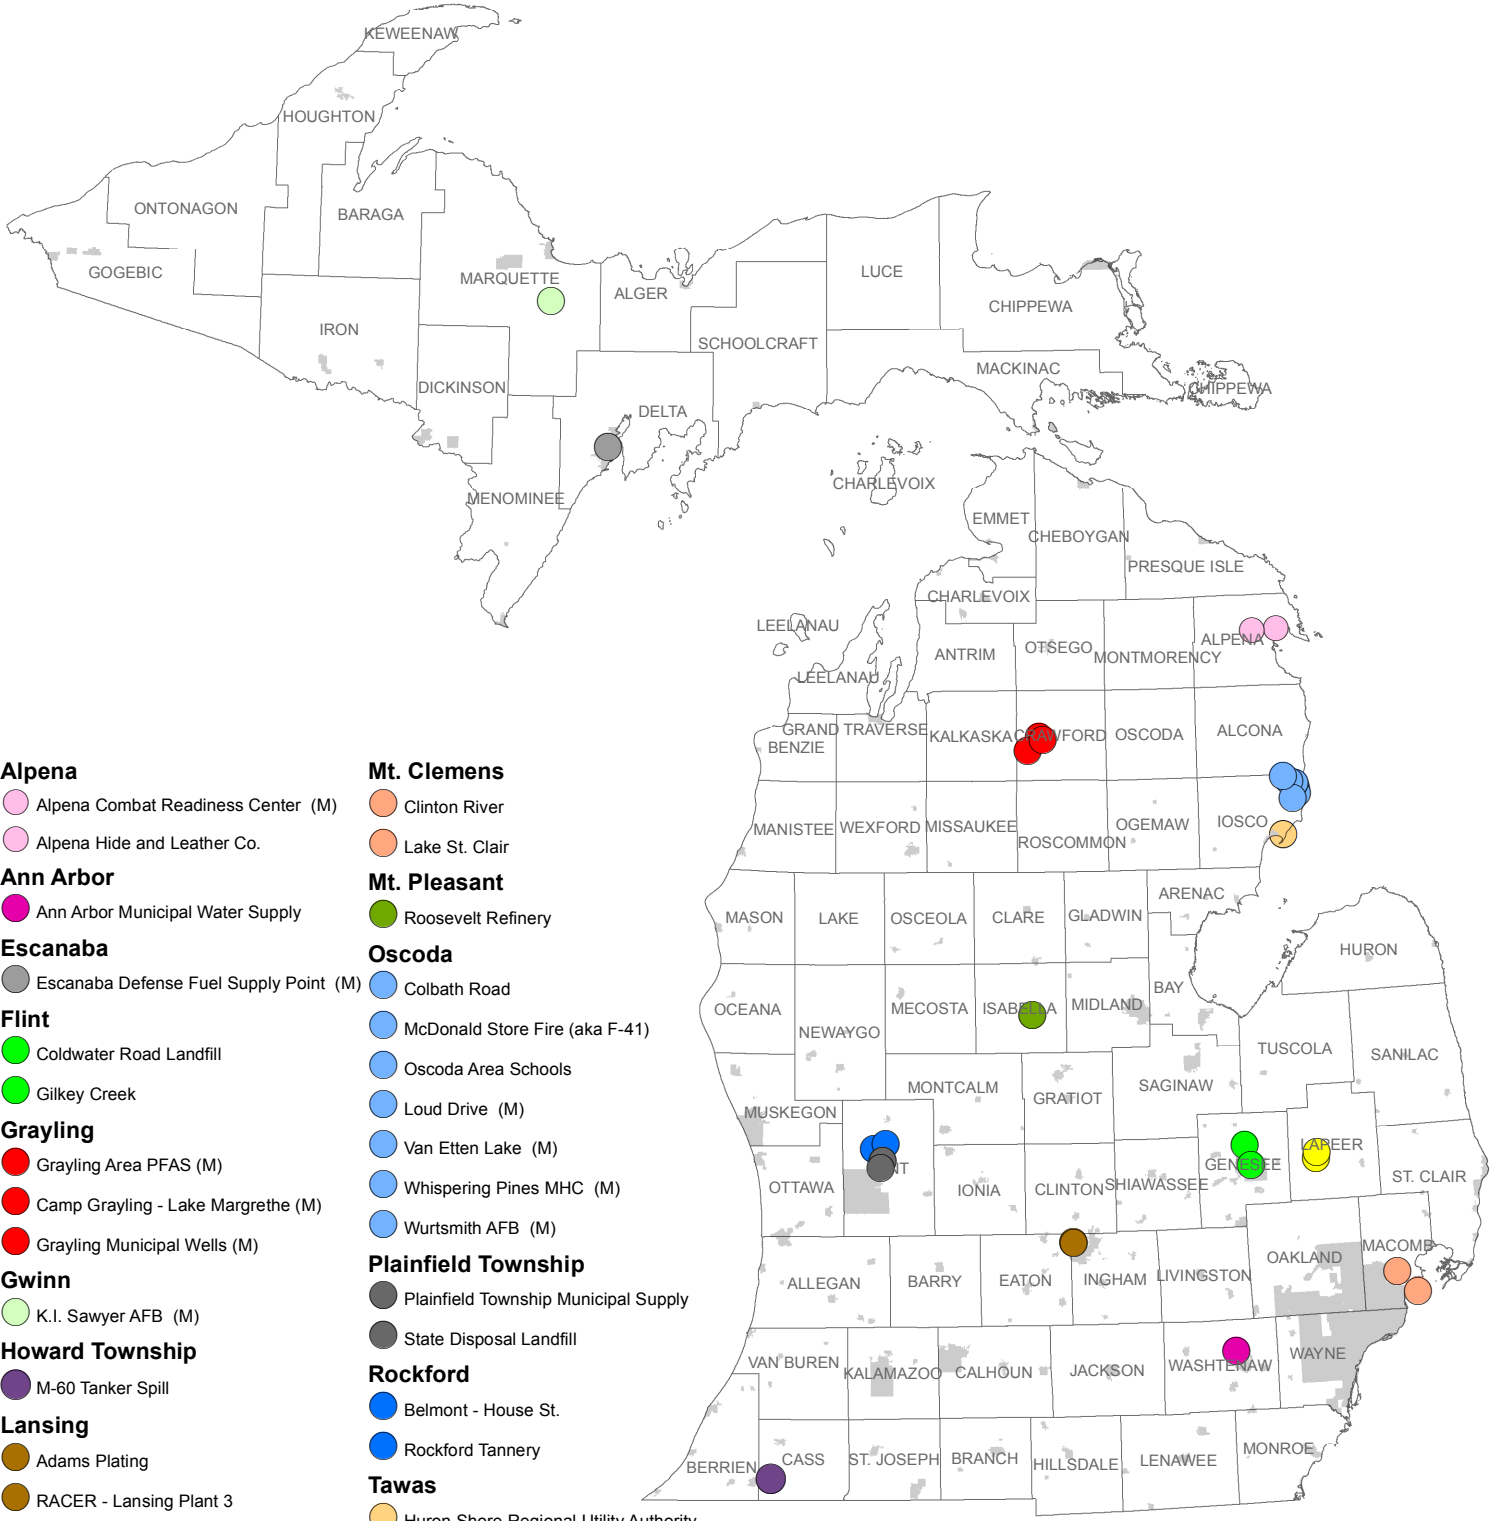 KEWEENAW
HOUGHTON
ONTONAGON
BARAGA
GOGEBIC
MARQUETTE
ALGER
LUCE
CHIPPEWA
IRON
SCHOOLCRAFT
MACKINAC
DICKINSON
CHIPPEWA
DELTA
MENOMINEE
CHARLEVOIX
EMMET
CHEBOYGAN
PRESQUE ISLE
CHARLEVOIX
LEELANAU
ANTRIM
OTSEGO
MONTMORENCY
ALPENA
LEELANAU
GRAND TRAVERSE
BENZIE
KALKASKA
CRAWFORD
OSCODA
ALCONA
MANISTEE
WEXFORD
MISSAUKEE
ROSCOMMON
OGEMAW
IOSCO
ARENAC
MASON
LAKE
OSCEOLA
CLARE
GLADWIN
HURON
BAY
OCEANA
NEWAYGO
MECOSTA
ISABELLA
MIDLAND
TUSCOLA
SANILAC
MONTCALM
GRATIOT
SAGINAW
MUSKEGON
LAPEER
GENESEE
ST. CLAIR
OTTAWA
NT
IONIA
CLINTON
SHIAWASSEE
MACOMB
OAKLAND
ALLEGAN
BARRY
EATON
INGHAM
LIVINGSTON
VAN BUREN
KALAMAZOO
CALHOUN
JACKSON
WASHTENAW
WAYNE
BERRIEN
CASS
ST. JOSEPH
BRANCH
HILLSDALE
LENAWEE
MONROE
Alpena
Alpena Combat Readiness Center (M)
Alpena Hide and Leather Co.
Ann Arbor
Ann Arbor Municipal Water Supply
Escanaba
Escanaba Defense Fuel Supply Point (M)
Flint
Coldwater Road Landfill
Gilkey Creek
Grayling
Grayling Area PFAS (M)
Camp Grayling - Lake Margrethe (M)
Grayling Municipal Wells (M)
Gwinn
K.I. Sawyer AFB (M)
Howard Township
M-60 Tanker Spill
Lansing
Adams Plating
RACER - Lansing Plant 3
Mt. Clemens
Clinton River
Lake St. Clair
Mt. Pleasant
Roosevelt Refinery
Oscoda
Colbath Road
McDonald Store Fire (aka F-41)
Oscoda Area Schools
Loud Drive (M)
Van Etten Lake (M)
Whispering Pines MHC (M)
Wurtsmith AFB (M)
Plainfield Township
Plainfield Township Municipal Supply
State Disposal Landfill
Rockford
Belmont - House St.
Rockford Tannery
Tawas
Huron Shore Regional Utility Authority